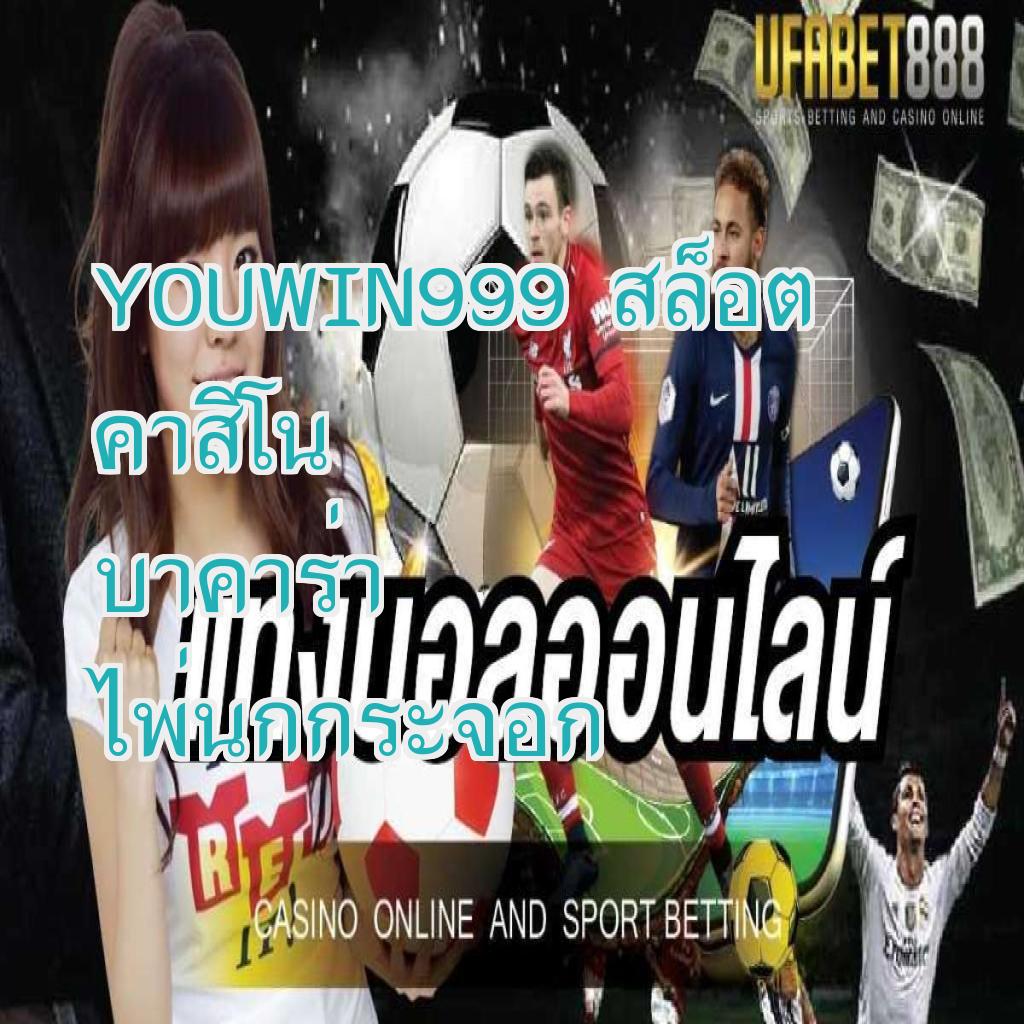 UFABET888
SPORTS BETTING AND CASINO ONLINE
YOUWIN999 สล็อต
คาสิโน
บาคาร่า
ไพ่นกกระจอก
แทงบอลออนไลน์
CASINO ONLINE AND SPORT BETTING